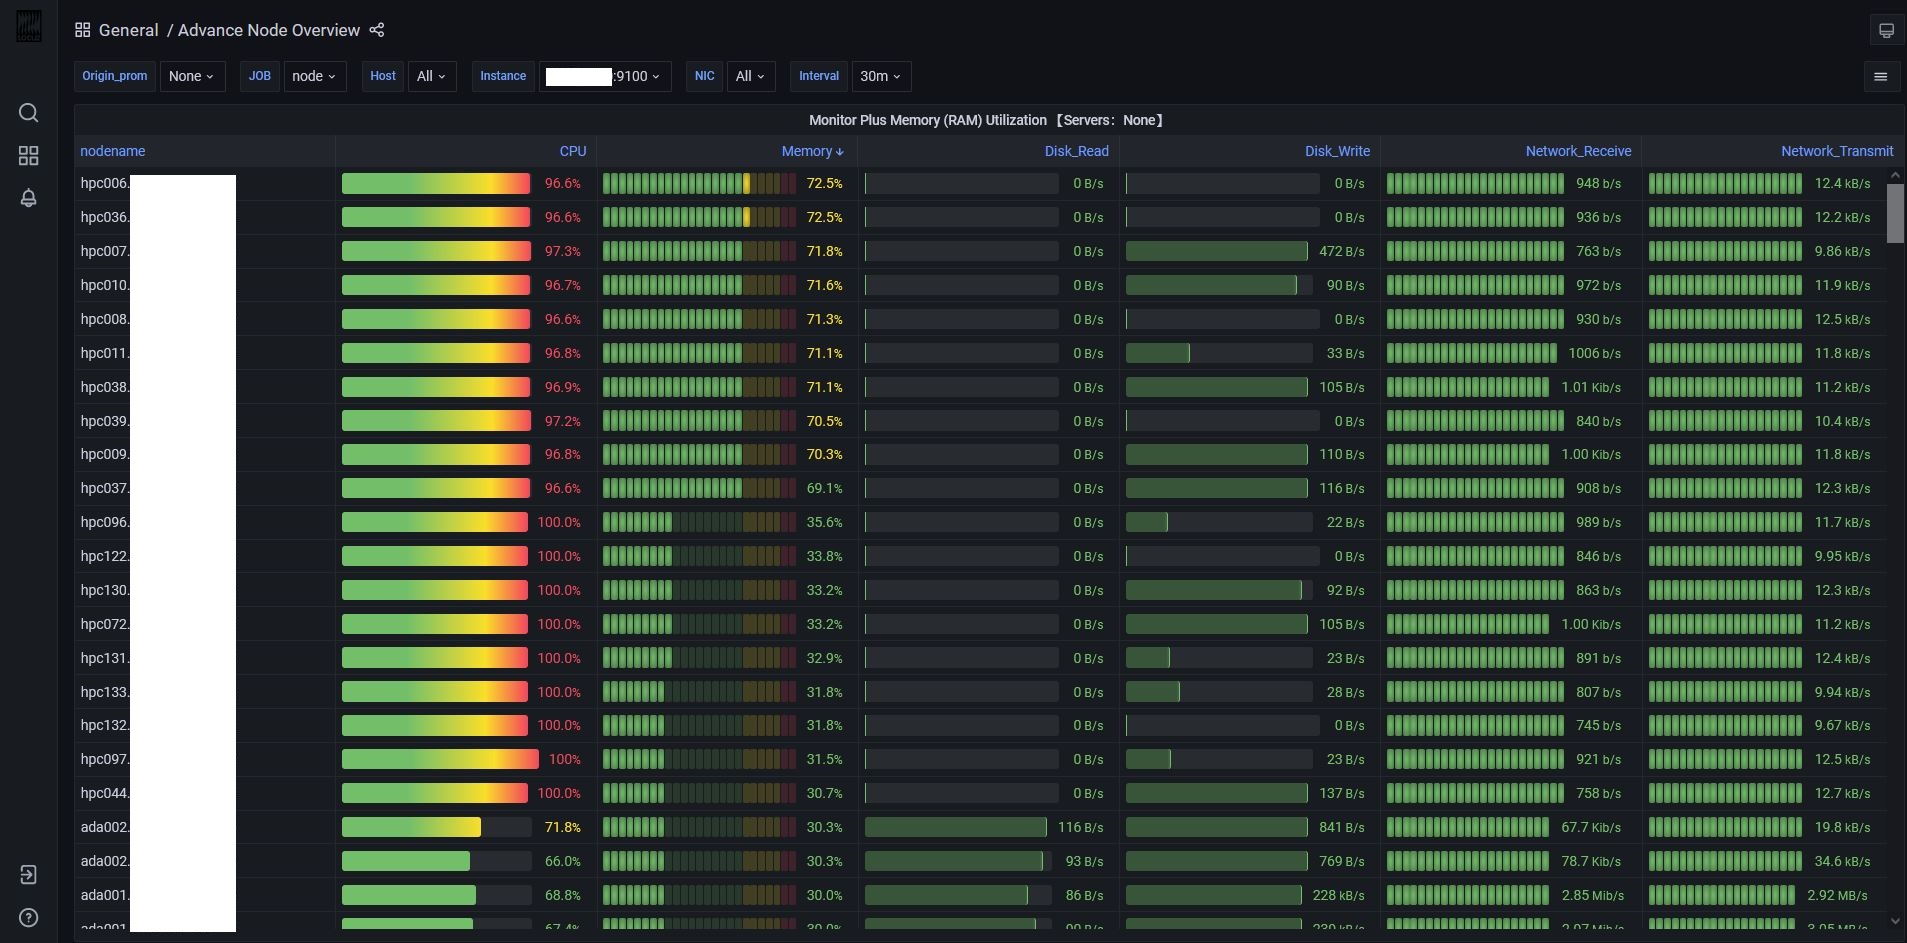 General / Advance Node Overview
Origin_prom None JOB node Host All Instance :9100 NIC All Interval 30m
Monitor Plus Memory (RAM) Utilization 【Servers: None】
nodename CPU Memory Disk_Read Disk_Write Network_Receive Network_Transmit
hpc006. 96.6% 72.5% 0 B/s 0 B/s 948 b/s 12.4 kB/s
hpc036. 96.6% 72.5% 0 B/s 0 B/s 936 b/s 12.2 kB/s
hpc007. 97.3% 71.8% 0 B/s 472 B/s 763 b/s 9.86 kB/s
hpc010. 96.7% 71.6% 0 B/s 90 B/s 972 b/s 11.9 kB/s
hpc008. 96.6% 71.3% 0 B/s 0 B/s 930 b/s 12.5 kB/s
hpc011. 96.8% 71.1% 0 B/s 33 B/s 1006 b/s 11.8 kB/s
hpc038. 96.9% 71.1% 0 B/s 105 B/s 1.01 Kib/s 11.2 kB/s
hpc039. 97.2% 70.5% 0 B/s 0 B/s 840 b/s 10.4 kB/s
hpc009. 96.8% 70.3% 0 B/s 110 B/s 1.00 Kib/s 11.8 kB/s
hpc037. 96.6% 69.1% 0 B/s 116 B/s 908 b/s 12.3 kB/s
hpc096. 100.0% 35.6% 0 B/s 22 B/s 989 b/s 11.7 kB/s
hpc122. 100.0% 33.8% 0 B/s 0 B/s 846 b/s 9.95 kB/s
hpc130. 100.0% 33.2% 0 B/s 92 B/s 863 b/s 12.3 kB/s
hpc072. 100.0% 33.2% 0 B/s 105 B/s 1.00 Kib/s 11.2 kB/s
hpc131. 100.0% 32.9% 0 B/s 23 B/s 891 b/s 12.4 kB/s
hpc133. 100.0% 31.8% 0 B/s 28 B/s 807 b/s 9.94 kB/s
hpc132. 100.0% 31.8% 0 B/s 0 B/s 745 b/s 9.67 kB/s
hpc097. 100% 31.5% 0 B/s 23 B/s 921 b/s 12.5 kB/s
hpc044. 100.0% 30.7% 0 B/s 137 B/s 758 b/s 12.7 kB/s
ada002. 71.8% 30.3% 116 B/s 841 B/s 67.7 Kib/s 19.8 kB/s
ada002. 66.0% 30.3% 93 B/s 769 B/s 78.7 Kib/s 34.6 kB/s
ada001. 68.8% 30.0% 86 B/s 228 kB/s 2.85 Mib/s 2.92 MB/s